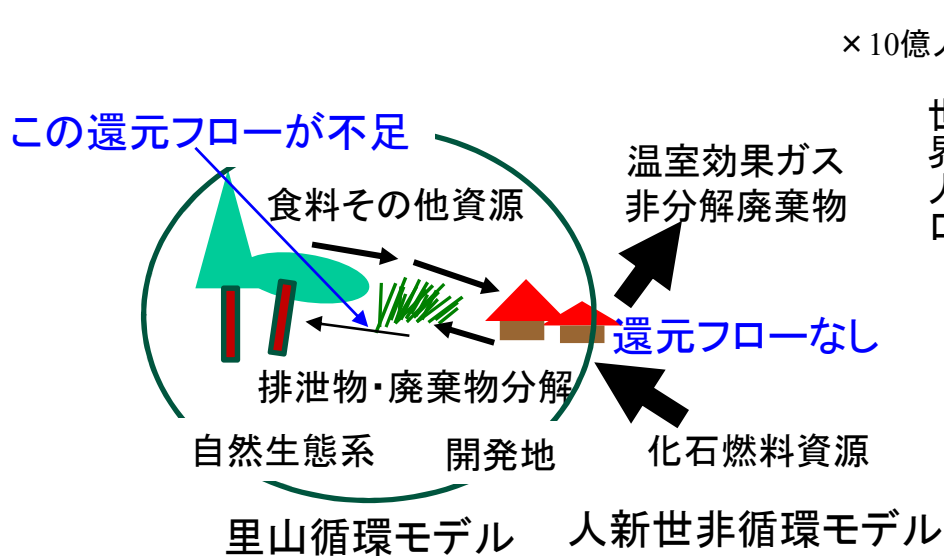 ×10億
世界人口
この還元フローが不足
温室効果ガス
非分解廃棄物
食料その他資源
還元フローなし
排泄物・廃棄物分解
自然生態系
開発地
化石燃料資源
里山循環モデル
人新世非循環モデル